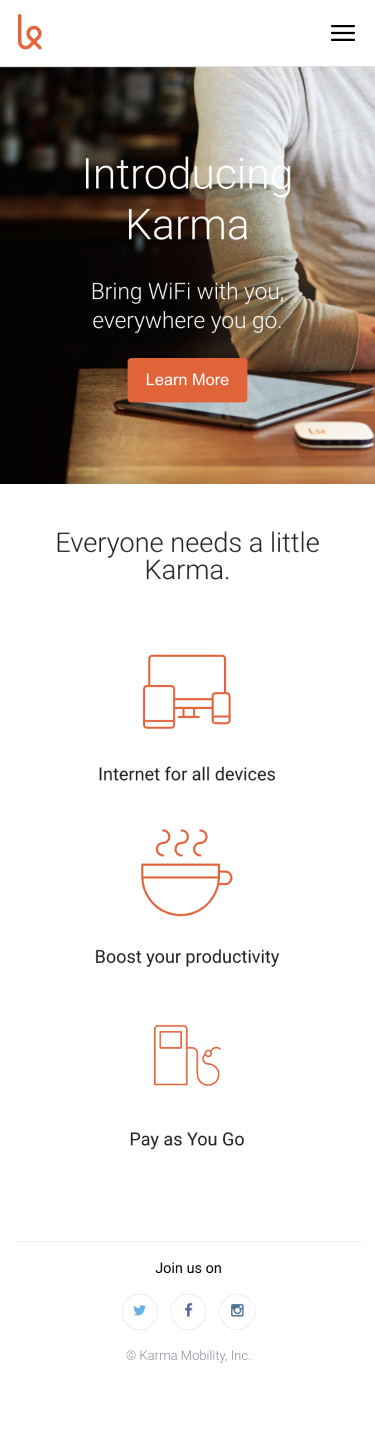 Introducing
Karma
Bring WiFi with you,
everywhere you go.
Learn More
Everyone needs a little
Karma.
Internet for all devices
Boost your productivity
Pay as You Go
Join us on
© Karma Mobility, Inc.